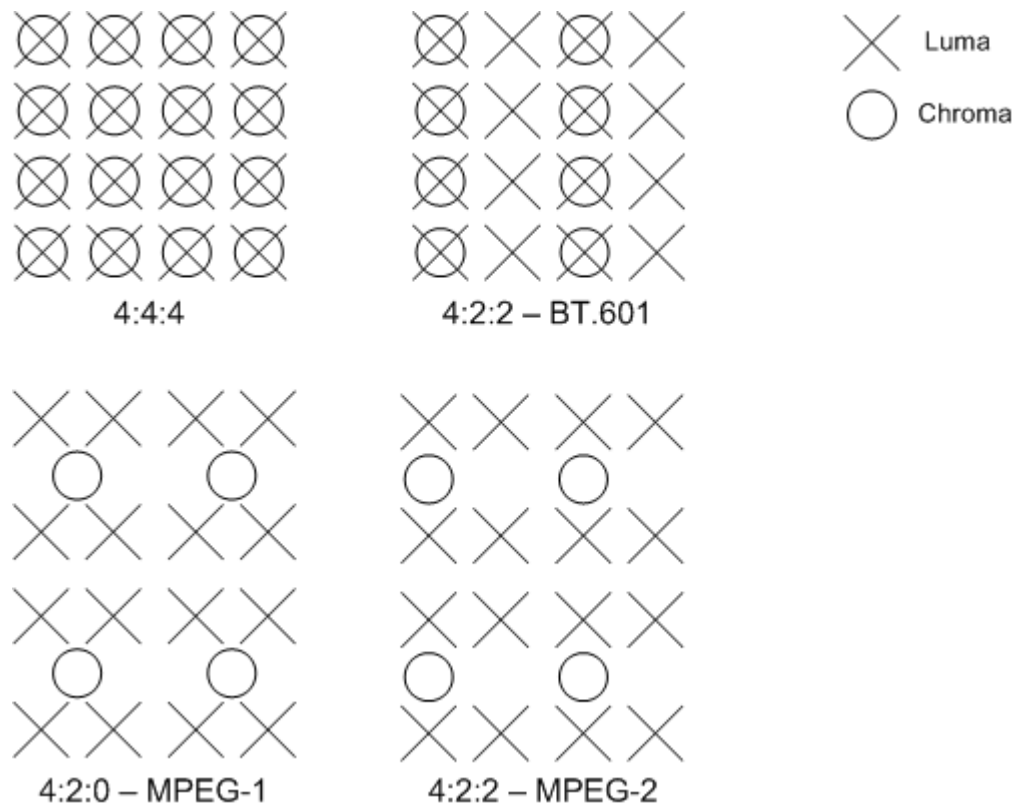 Luma
Chroma
4:4:4
4:2:2 – BT.601
4:2:0 – MPEG-1
4:2:2 – MPEG-2